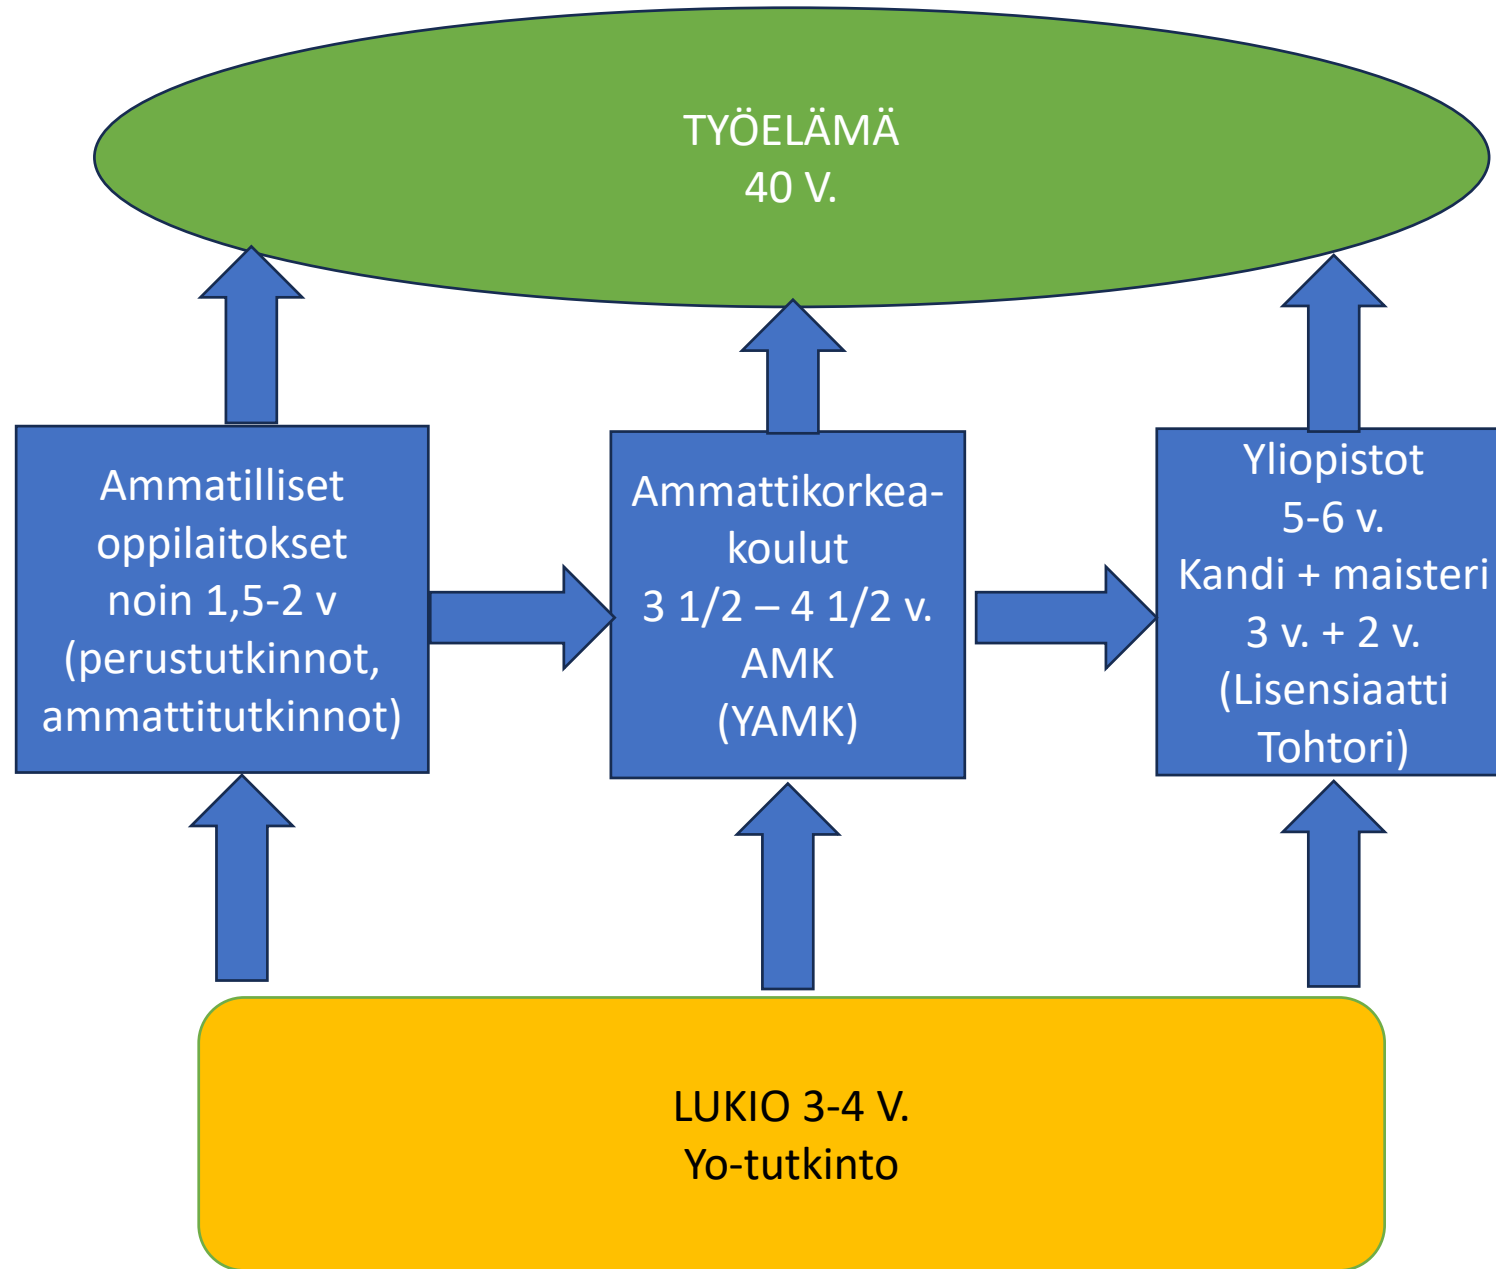 TYÖELÄMÄ
40 V.
Ammatilliset
oppilaitokset
noin 1,5-2 v
(perustutkinnot,
ammattitutkinnot)
Ammattikorkea-
koulut
3 1/2 – 4 1/2 v.
AMK
(YAMK)
Yliopistot
5-6 v.
Kandi + maisteri
3 v. + 2 v.
(Lisensiaatti
Tohtori)
LUKIO 3-4 V.
Yo-tutkinto